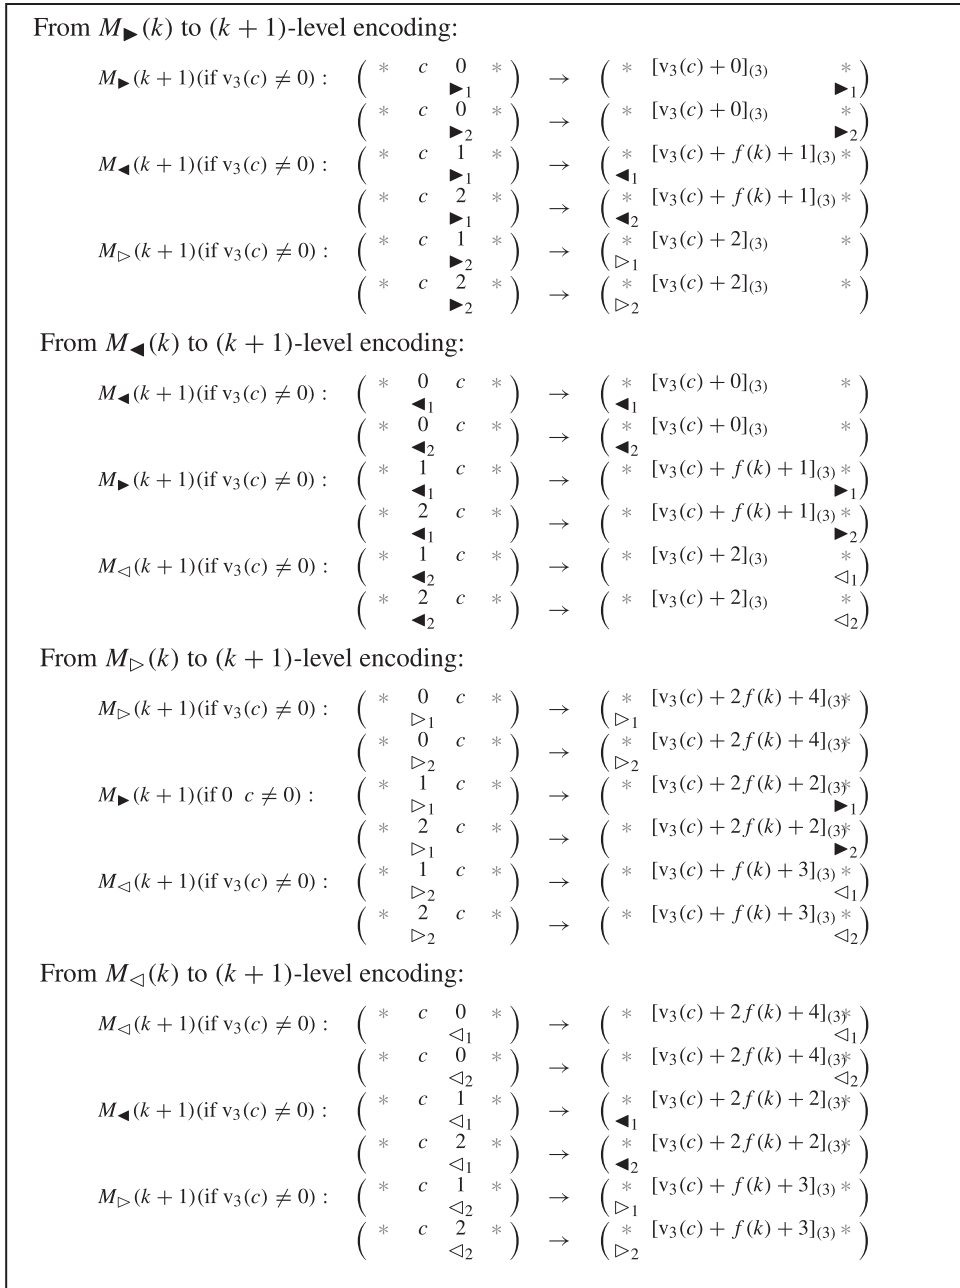 From M▶(k) to (k + 1)-level encoding:
M▶(k + 1)(if v₃(c) ≠ 0) : ( * c 0 * ) → ( * [v₃(c) + 0]₍₃₎ * )
▶₁ ▶₁
( * c 0 * ) → ( * [v₃(c) + 0]₍₃₎ * )
▶₂ ▶₂
M◀(k + 1)(if v₃(c) ≠ 0) : ( * c 1 * ) → ( * [v₃(c) + f(k) + 1]₍₃₎ * )
▶₁ ◀₁
( * c 2 * ) → ( * [v₃(c) + f(k) + 1]₍₃₎ * )
▶₁ ◀₂
M▷(k + 1)(if v₃(c) ≠ 0) : ( * c 1 * ) → ( * [v₃(c) + 2]₍₃₎ * )
▶₂ ▷₁
( * c 2 * ) → ( * [v₃(c) + 2]₍₃₎ * )
▶₂ ▷₂
From M◀(k) to (k + 1)-level encoding:
M◀(k + 1)(if v₃(c) ≠ 0) : ( * 0 c * ) → ( * [v₃(c) + 0]₍₃₎ * )
◀₁ ◀₁
( * 0 c * ) → ( * [v₃(c) + 0]₍₃₎ * )
◀₂ ◀₂
M▶(k + 1)(if v₃(c) ≠ 0) : ( * 1 c * ) → ( * [v₃(c) + f(k) + 1]₍₃₎ * )
◀₁ ▶₁
( * 2 c * ) → ( * [v₃(c) + f(k) + 1]₍₃₎ * )
◀₁ ▶₂
M◁(k + 1)(if v₃(c) ≠ 0) : ( * 1 c * ) → ( * [v₃(c) + 2]₍₃₎ * )
◀₂ ◁₁
( * 2 c * ) → ( * [v₃(c) + 2]₍₃₎ * )
◀₂ ◁₂
From M▷(k) to (k + 1)-level encoding:
M▷(k + 1)(if v₃(c) ≠ 0) : ( * 0 c * ) → ( * [v₃(c) + 2f(k) + 4]₍₃₎ * )
▷₁ ▷₁
( * 0 c * ) → ( * [v₃(c) + 2f(k) + 4]₍₃₎ * )
▷₂ ▷₂
M▶(k + 1)(if 0 c ≠ 0) : ( * 1 c * ) → ( * [v₃(c) + 2f(k) + 2]₍₃₎ * )
▷₁ ▶₁
( * 2 c * ) → ( * [v₃(c) + 2f(k) + 2]₍₃₎ * )
▷₁ ▶₂
M◁(k + 1)(if v₃(c) ≠ 0) : ( * 1 c * ) → ( * [v₃(c) + f(k) + 3]₍₃₎ * )
▷₂ ◁₁
( * 2 c * ) → ( * [v₃(c) + f(k) + 3]₍₃₎ * )
▷₂ ◁₂
From M◁(k) to (k + 1)-level encoding:
M◁(k + 1)(if v₃(c) ≠ 0) : ( * c 0 * ) → ( * [v₃(c) + 2f(k) + 4]₍₃₎ * )
◁₁ ◁₁
( * c 0 * ) → ( * [v₃(c) + 2f(k) + 4]₍₃₎ * )
◁₂ ◁₂
M◀(k + 1)(if v₃(c) ≠ 0) : ( * c 1 * ) → ( * [v₃(c) + 2f(k) + 2]₍₃₎ * )
◁₁ ◀₁
( * c 2 * ) → ( * [v₃(c) + 2f(k) + 2]₍₃₎ * )
◁₁ ◀₂
M▷(k + 1)(if v₃(c) ≠ 0) : ( * c 1 * ) → ( * [v₃(c) + f(k) + 3]₍₃₎ * )
◁₂ ▷₁
( * c 2 * ) → ( * [v₃(c) + f(k) + 3]₍₃₎ * )
◁₂ ▷₂